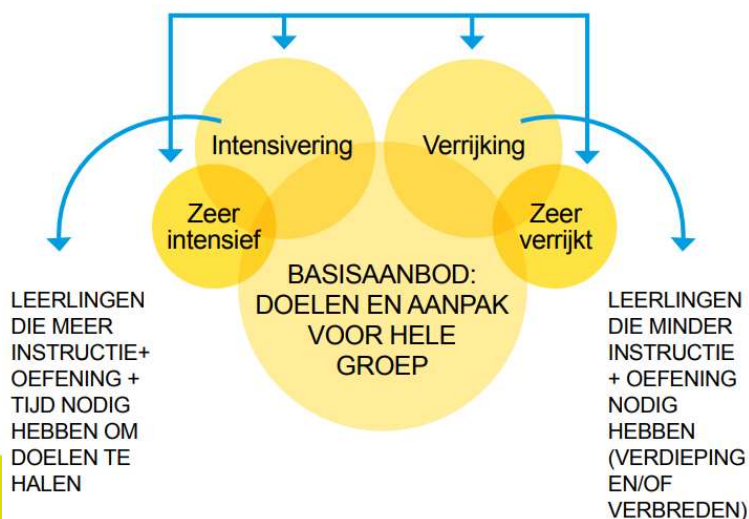 Intensivering
Verrijking
Zeer
intensief
Zeer
verrijkt
BASISAANBOD:
DOELEN EN AANPAK
VOOR HELE
GROEP
LEERLINGEN
DIE MEER
INSTRUCTIE+
OEFENING +
TIJD NODIG
HEBBEN OM
DOELEN TE
HALEN
LEERLINGEN
DIE MINDER
INSTRUCTIE
+ OEFENING
NODIG
HEBBEN
(VERDIEPING
EN/OF
VERBREDEN)